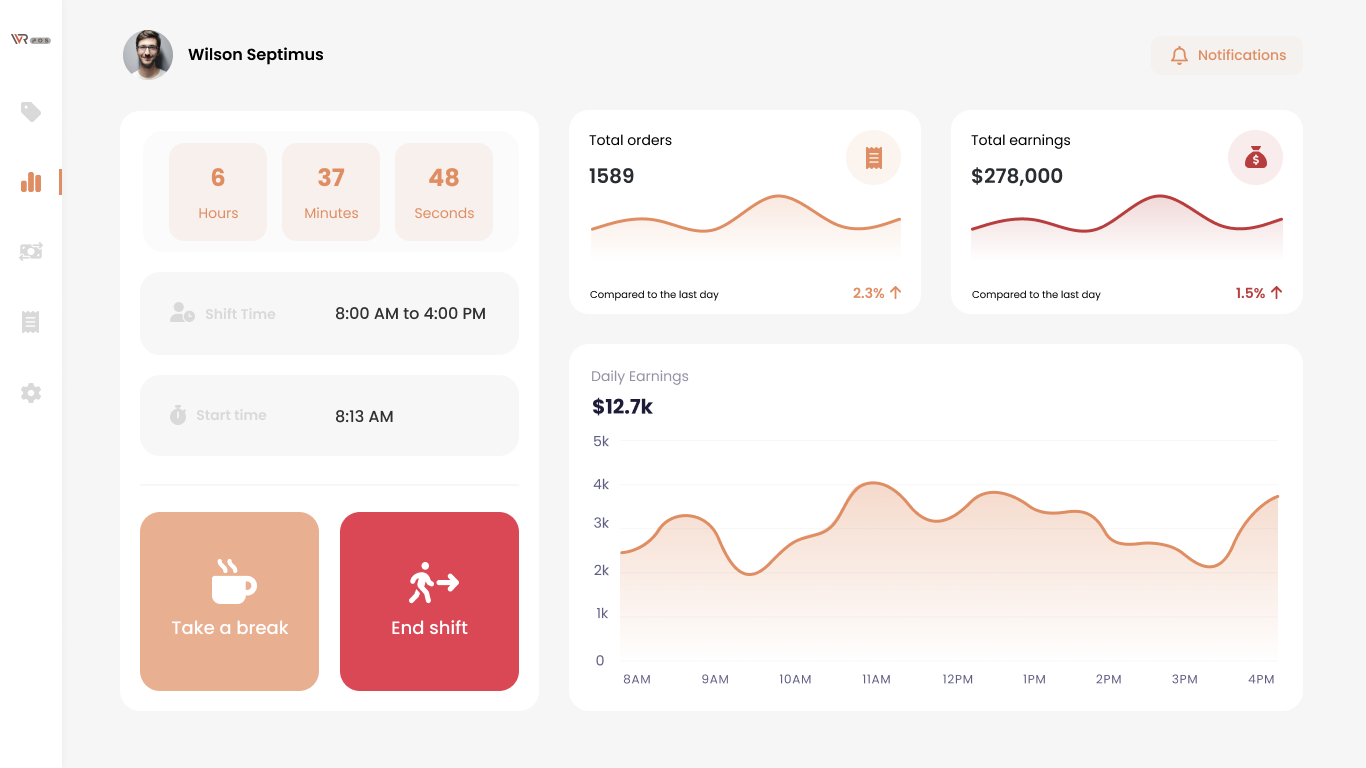 WR POS
Wilson Septimus
Notifications
6
Hours
37
Minutes
48
Seconds
Shift Time
8:00 AM to 4:00 PM
Start time
8:13 AM
Take a break
End shift
Total orders
1589
Compared to the last day
2.3%
Total earnings
$278,000
$
Compared to the last day
1.5%
Daily Earnings
$12.7k
5k
4k
3k
2k
1k
0
8AM 9AM 10AM 11AM 12PM 1PM 2PM 3PM 4PM